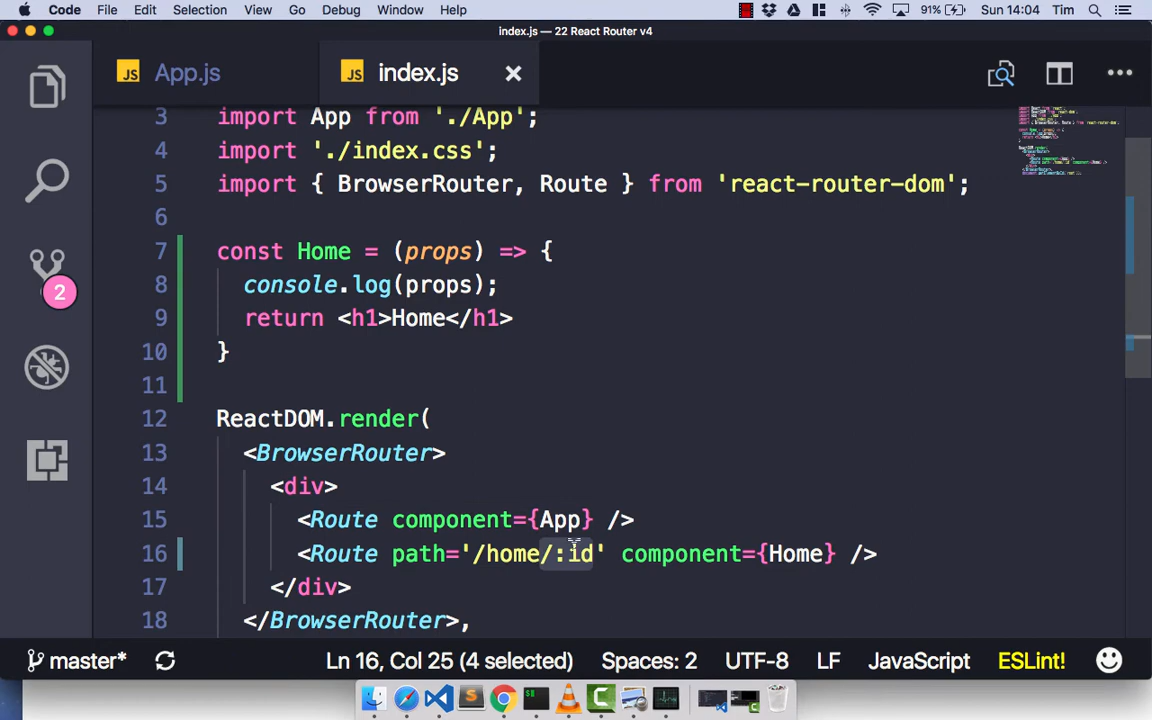 Code File Edit Selection View Go Debug Window Help 91% Sun 14:04 Tim
index.js — 22 React Router v4
JS App.js JS index.js
3 import App from './App';
4 import './index.css';
5 import { BrowserRouter, Route } from 'react-router-dom';
6
7 const Home = (props) => {
8 console.log(props);
9 return <h1>Home</h1>
10 }
11
12 ReactDOM.render(
13 <BrowserRouter>
14 <div>
15 <Route component={App} />
16 <Route path='/home/:id' component={Home} />
17 </div>
18 </BrowserRouter>,
2
master* Ln 16, Col 25 (4 selected) Spaces: 2 UTF-8 LF JavaScript ESLint!